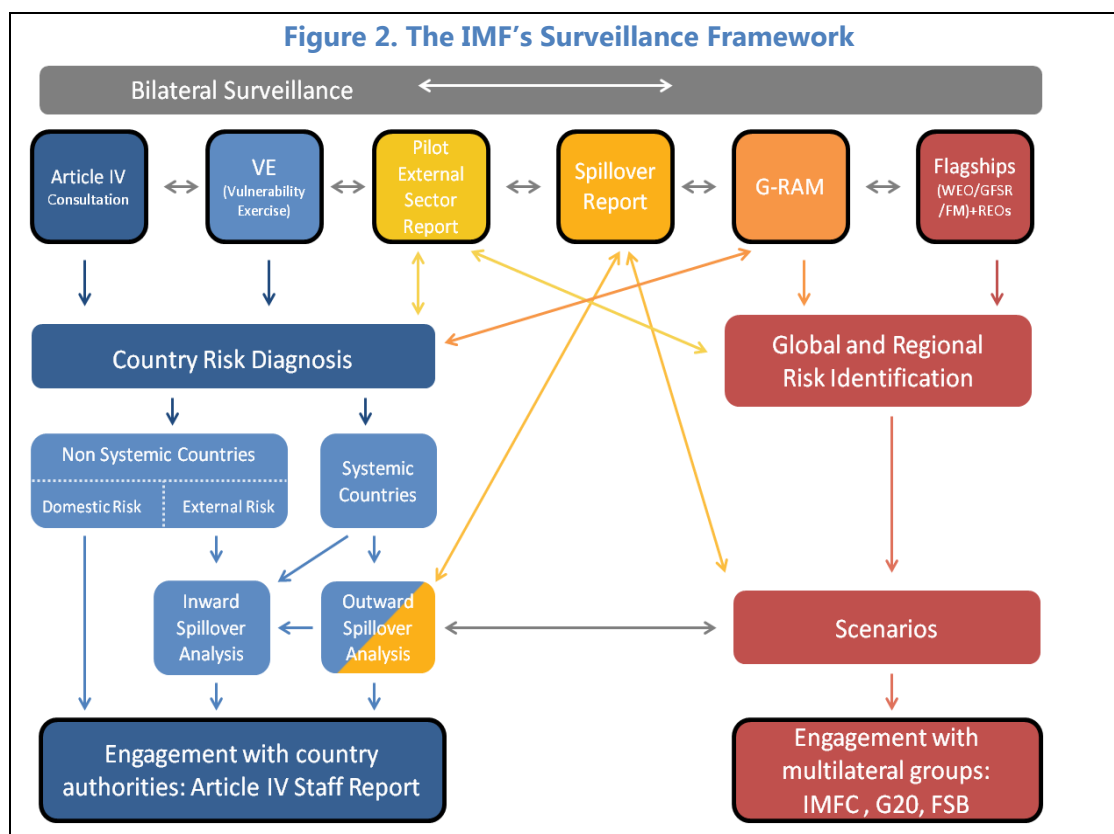 Figure 2. The IMF’s Surveillance Framework
Bilateral Surveillance
Article IV
Consultation
VE
(Vulnerability
Exercise)
Pilot
External
Sector
Report
Spillover
Report
G-RAM
Flagships
(WEO/GFSR
/FM)+REOs
Country Risk Diagnosis
Global and Regional
Risk Identification
Non Systemic Countries
Domestic Risk
External Risk
Systemic
Countries
Inward
Spillover
Analysis
Outward
Spillover
Analysis
Scenarios
Engagement with country
authorities: Article IV Staff Report
Engagement with
multilateral groups:
IMFC , G20, FSB